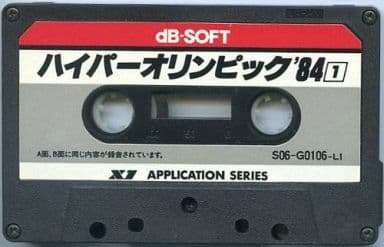 dB-SOFT
ハイパーオリンピック'84 1
A面、B面に同じ内容が録音されています。
S06-G0106-L1
X1 APPLICATION SERIES